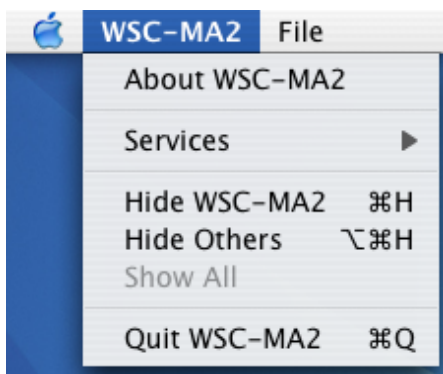 WSC-MA2 File
About WSC-MA2
Services
Hide WSC-MA2 ⌘H
Hide Others ⌥⌘H
Show All
Quit WSC-MA2 ⌘Q